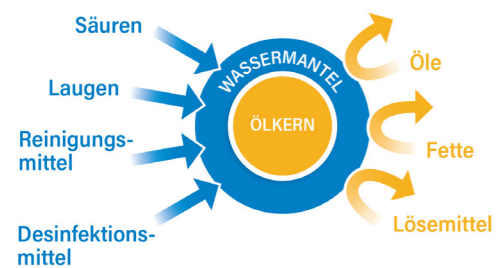 Säuren
Laugen
Reinigungs-
mittel
Desinfektions-
mittel
WASSERMANTEL
ÖLKERN
Öle
Fette
Lösemittel